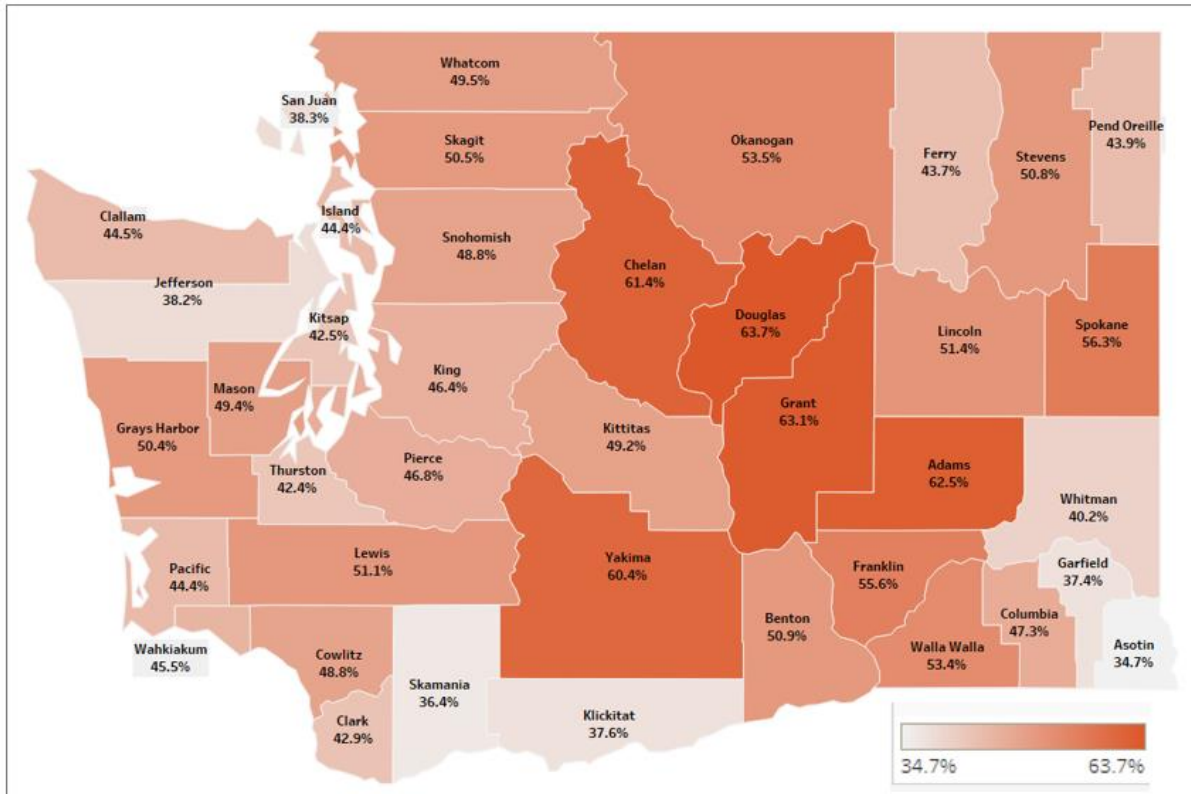 Whatcom
49.5%
San Juan
38.3%
Skagit
50.5%
Okanogan
53.5%
Ferry
43.7%
Stevens
50.8%
Pend Oreille
43.9%
Clallam
44.5%
Island
44.4%
Snohomish
48.8%
Chelan
61.4%
Jefferson
38.2%
Kitsap
42.5%
Douglas
63.7%
Lincoln
51.4%
Spokane
56.3%
King
46.4%
Mason
49.4%
Grays Harbor
50.4%
Grant
63.1%
Kittitas
49.2%
Pierce
46.8%
Thurston
42.4%
Adams
62.5%
Whitman
40.2%
Lewis
51.1%
Yakima
60.4%
Pacific
44.4%
Franklin
55.6%
Garfield
37.4%
Columbia
47.3%
Benton
50.9%
Walla Walla
53.4%
Asotin
34.7%
Wahkiakum
45.5%
Cowlitz
48.8%
Skamania
36.4%
Klickitat
37.6%
Clark
42.9%
34.7% 63.7%